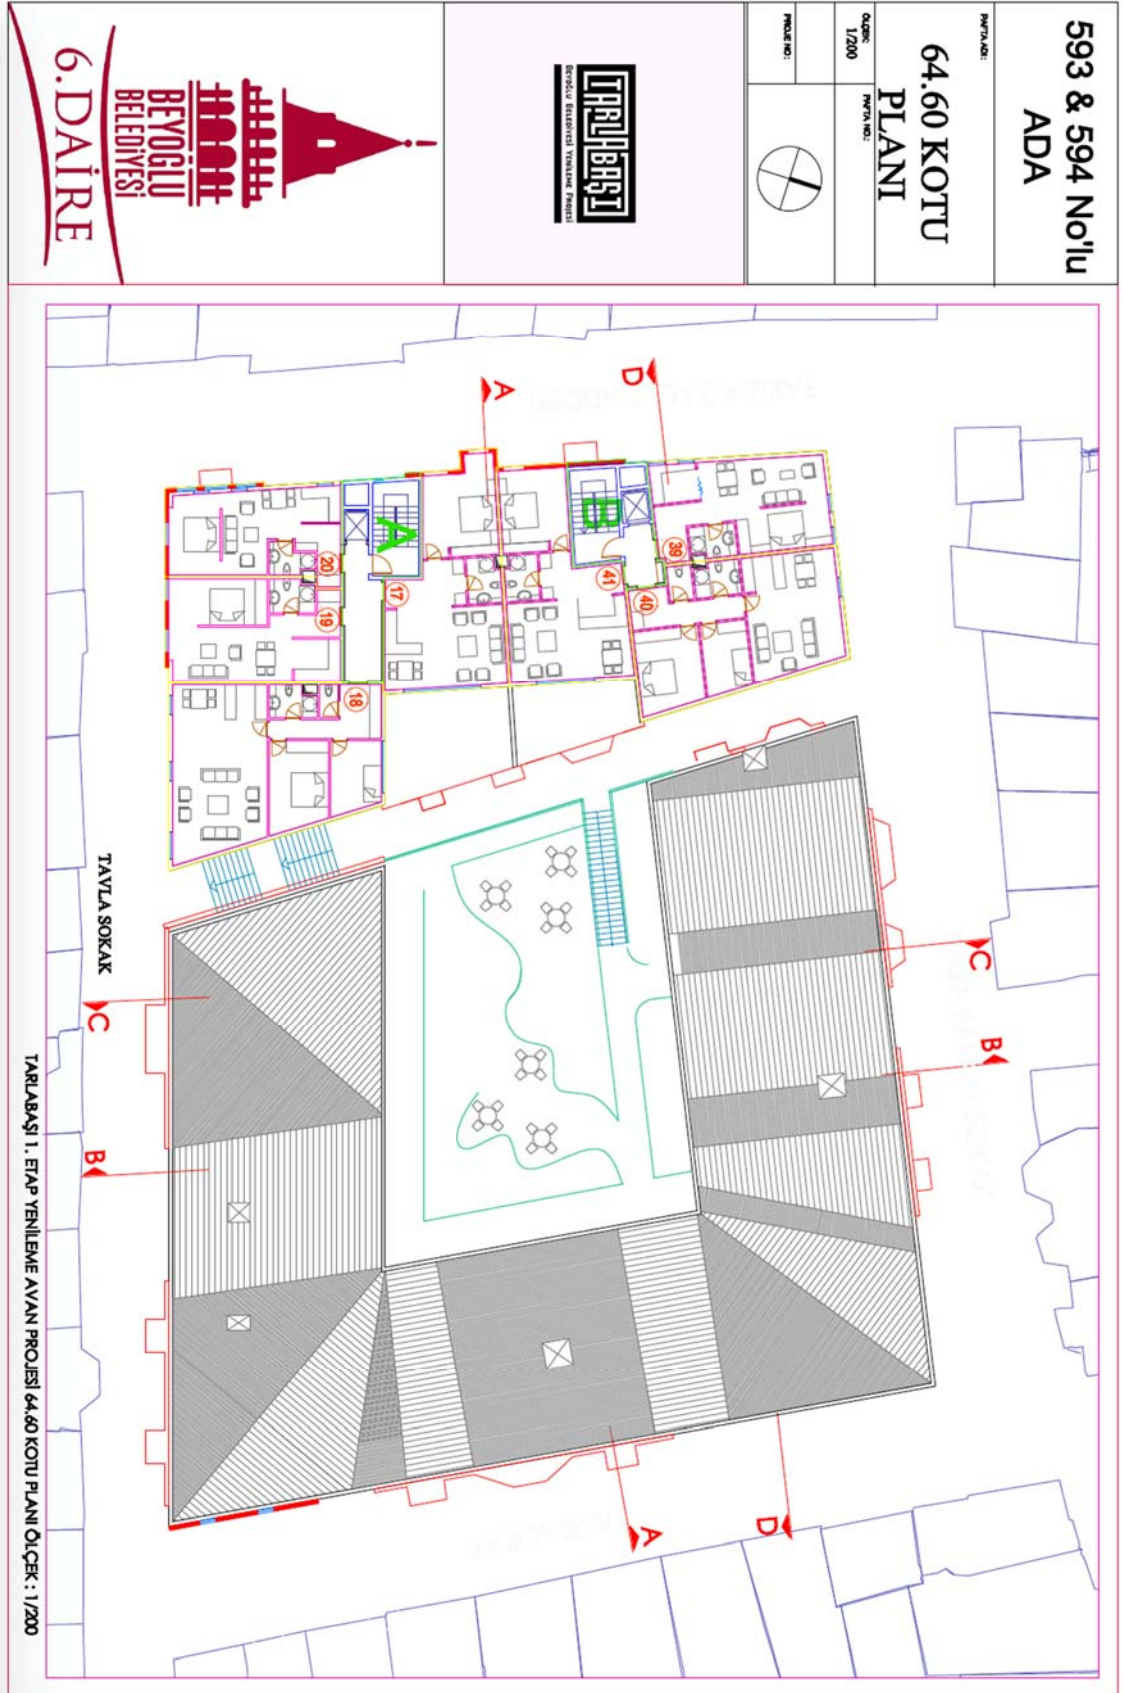 593 & 594 No'lu
ADA
PAFTA ADI:
64.60 KOTU
PLANI
ÖLÇEK:
1/200
PAFTA NO:
PROJE NO:
TARLABAŞI
BEYOĞLU BELEDİYESİ YENİLEME PROJESİ
BEYOĞLU
BELEDİYESİ
6.DAİRE
D
A
B
A
39
40
41
17
20
19
18
C
B
TAVLA SOKAK
C
B
A
D
TARLABAŞI 1. ETAP YENİLEME AVAN PROJESİ 64.60 KOTU PLANI ÖLÇEK : 1/200